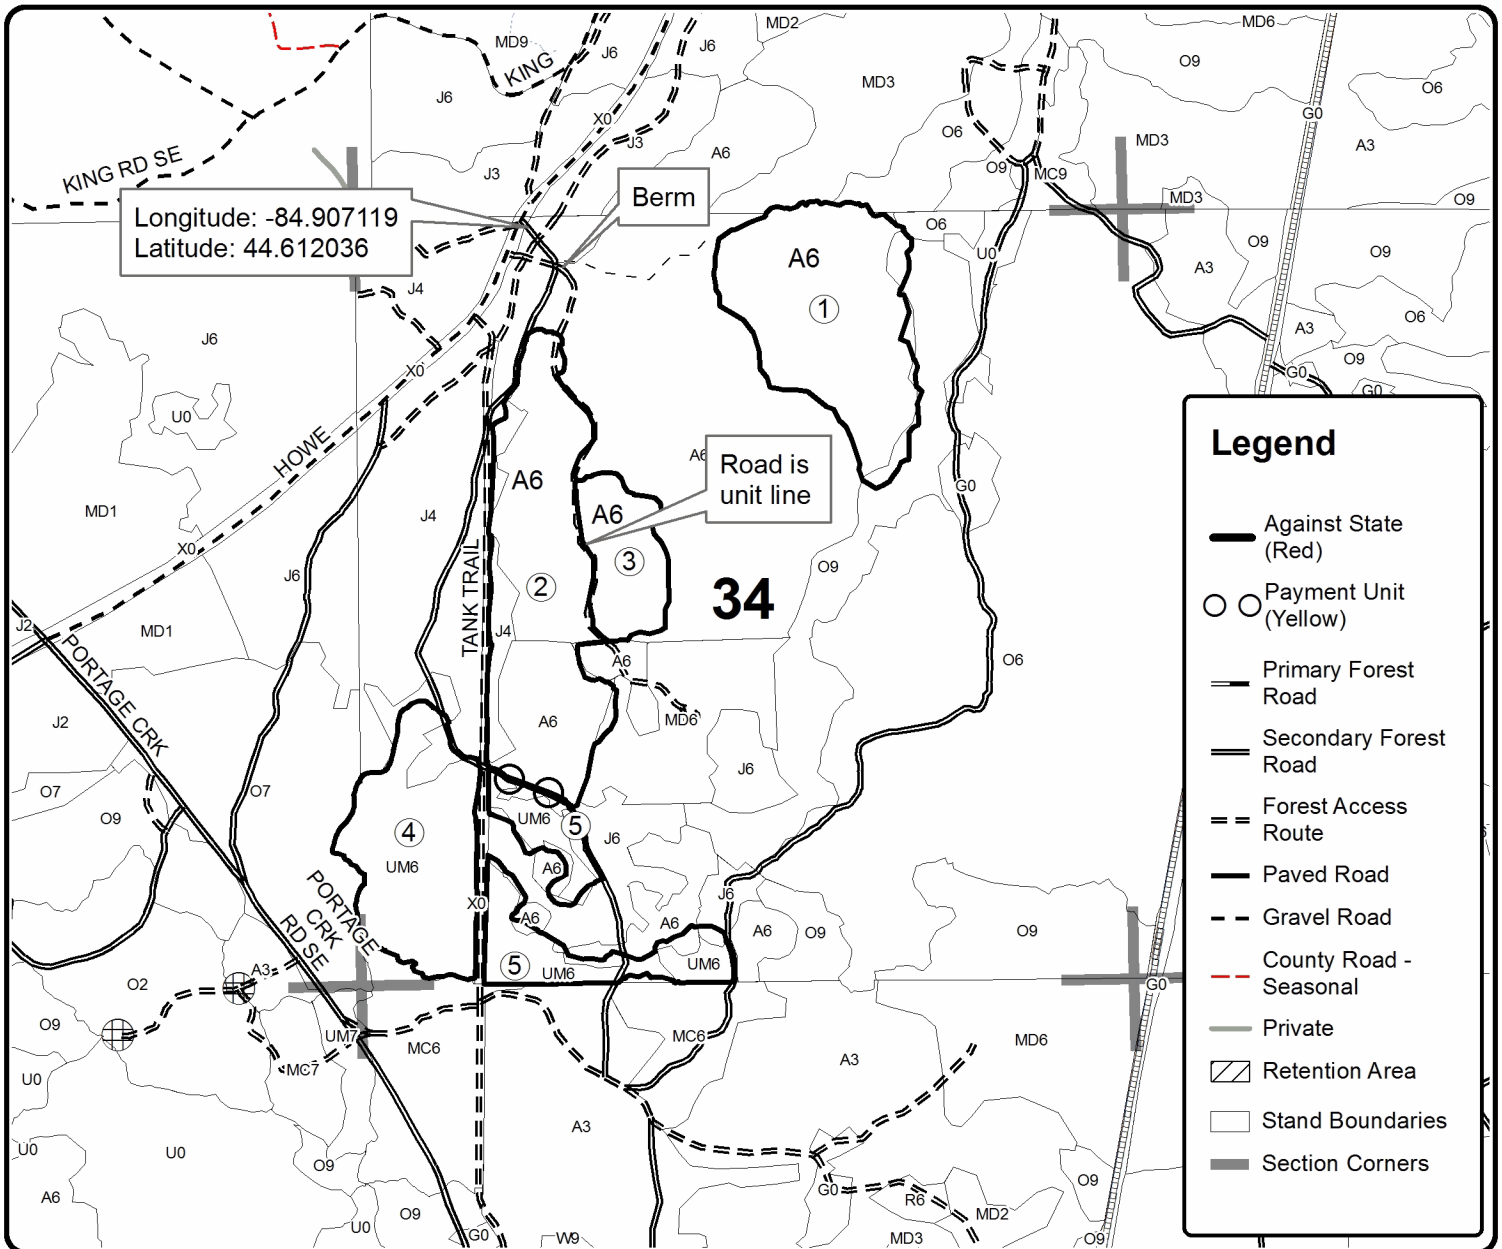 MD2
MD6
MD9
J6
J6
KING
O9
MD3
O6
J6
G0
X0
J3
O6
MD3
A3
A6
KING RD SE
O9
MC9
J3
Berm
MD3
O9
Longitude: -84.907119
Latitude: 44.612036
O6
O9
O9
U0
A6
A3
J4
1
O6
A3
J6
O9
X0
G0
G0
U0
Legend
HOWE
A6
Road is
unit line
A6
G0
MD1
J4
A6
Against State
(Red)
X0
3
O9
J6
2
34
Payment Unit
(Yellow)
TANK TRAIL
J2
MD1
J4
A6
O6
PORTAGE CRK
Primary Forest
Road
J2
A6
MD6
Secondary Forest
Road
J6
O7
O7
O9
UM6
5
Forest Access
Route
4
J6
UM6
A6
Paved Road
PORTAGE
CRK
RD SE
X0
J6
A6
A6
A6
O9
O9
Gravel Road
A3
5
UM6
UM6
County Road -
Seasonal
O2
G0
O9
UM7
MC6
MC6
MD6
Private
MC7
A3
Retention Area
U0
A3
Stand Boundaries
U0
U0
O9
Section Corners
A6
G0
O9
R6
U0
O9
MD2
G0
W9
MD3
O9